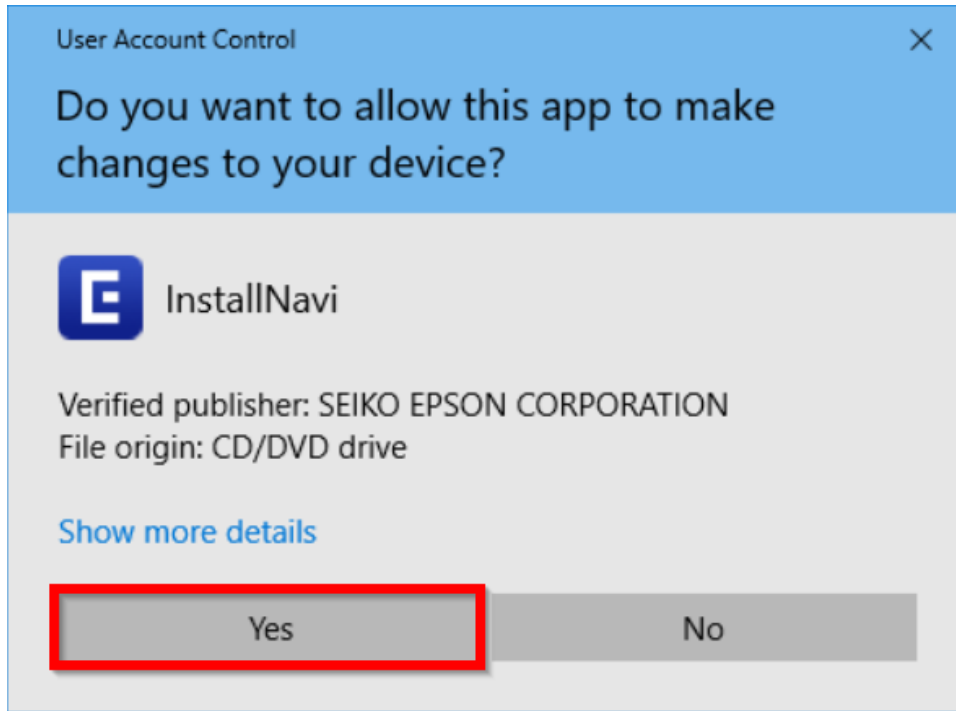 User Account Control
Do you want to allow this app to make
changes to your device?
InstallNavi
Verified publisher: SEIKO EPSON CORPORATION
File origin: CD/DVD drive
Show more details
Yes
No